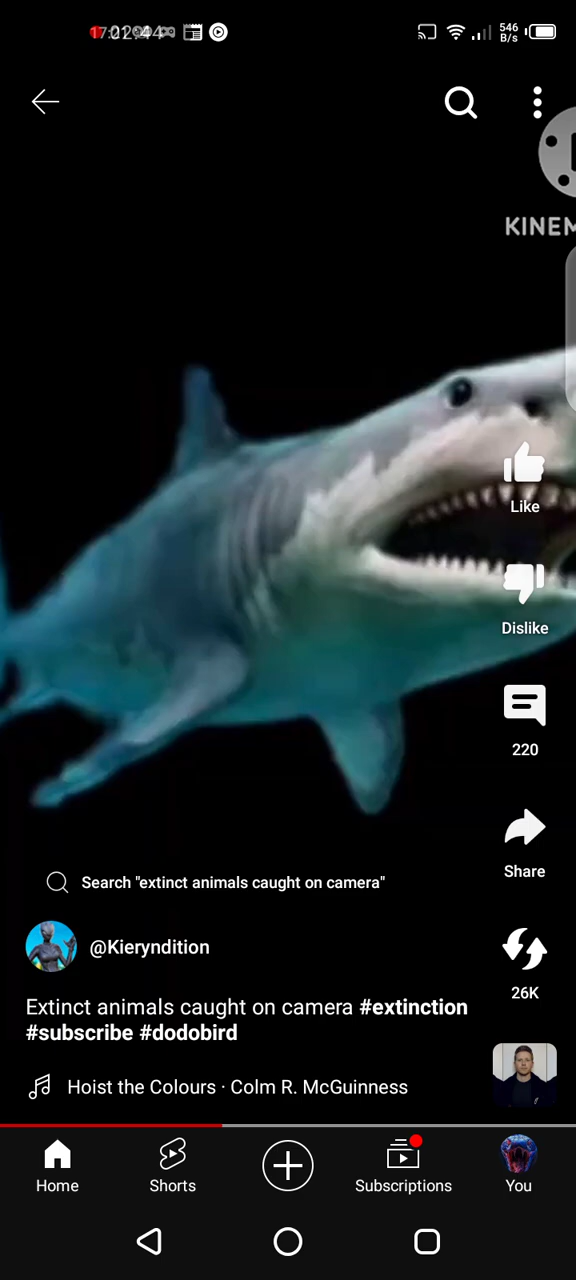 546
B/s
KINEM
Like
Dislike
220
Share
Search "extinct animals caught on camera"
@Kieryndition
26K
Extinct animals caught on camera #extinction
#subscribe #dodobird
Hoist the Colours · Colm R. McGuinness
Home
Shorts
Subscriptions
You